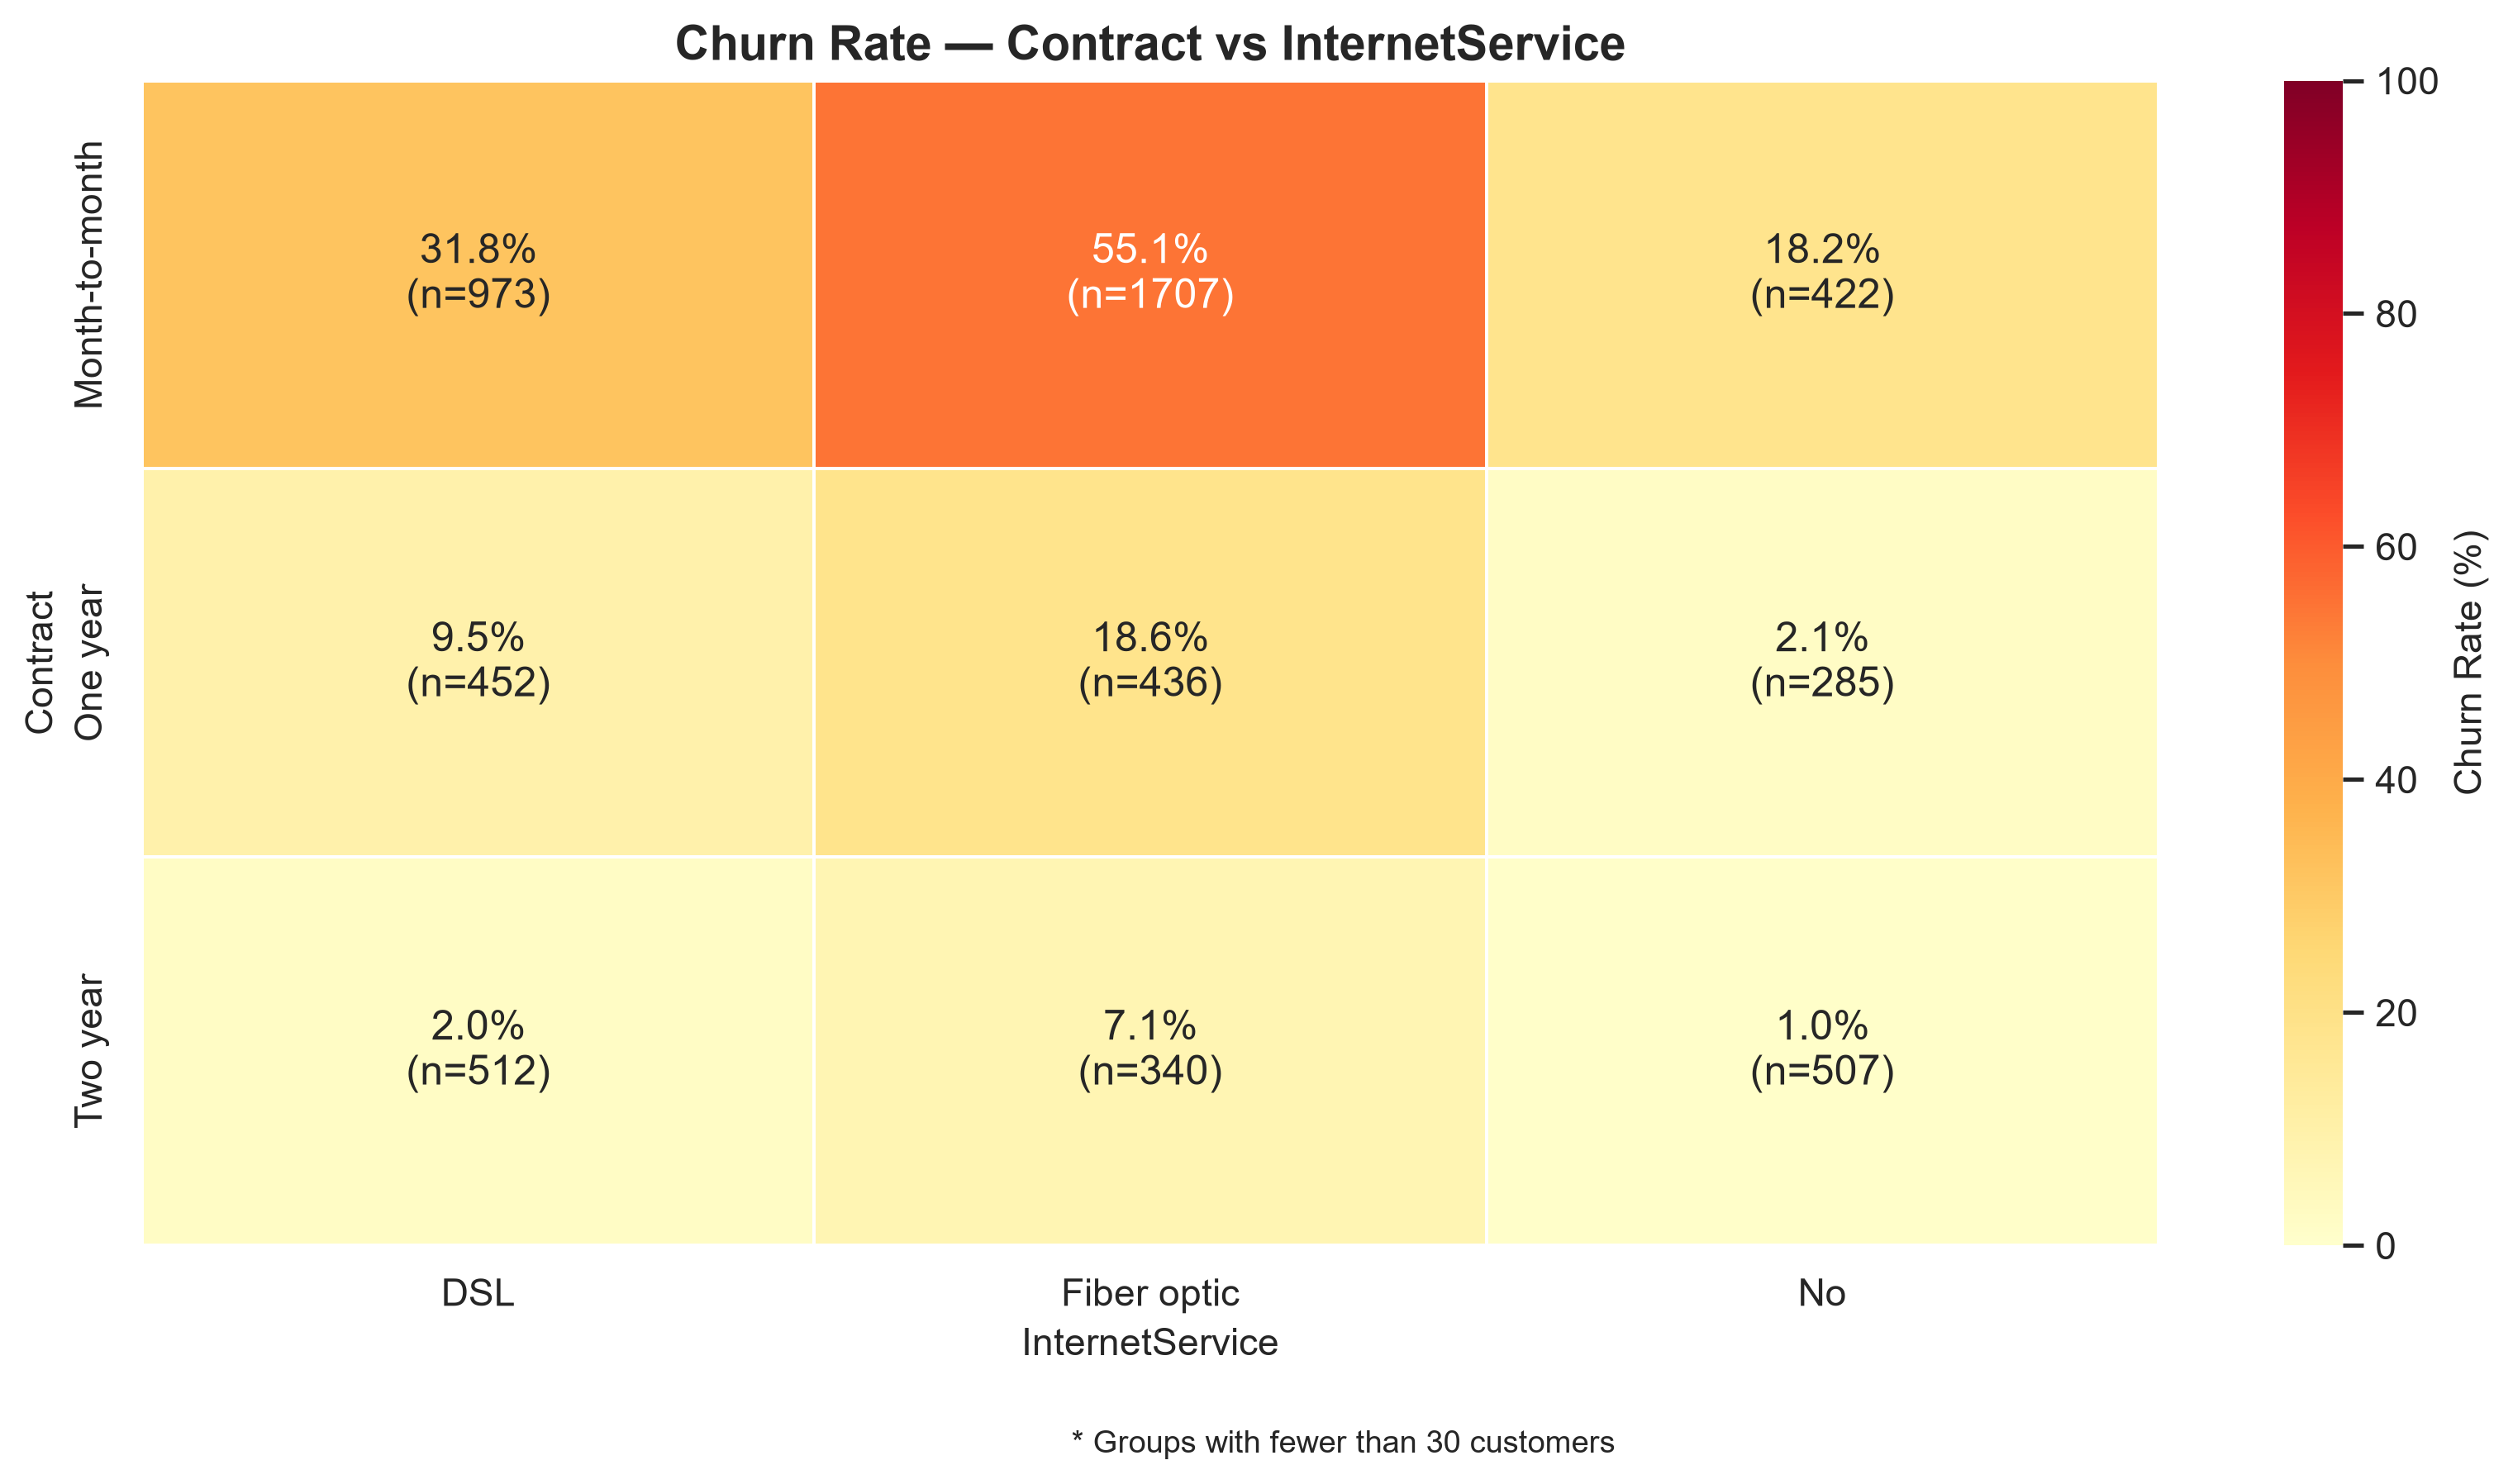 Churn Rate — Contract vs InternetService
Contract
Month-to-month
31.8%
(n=973)
55.1%
(n=1707)
18.2%
(n=422)
One year
9.5%
(n=452)
18.6%
(n=436)
2.1%
(n=285)
Two year
2.0%
(n=512)
7.1%
(n=340)
1.0%
(n=507)
DSL
Fiber optic
No
InternetService
100
80
60
40
20
0
Churn Rate (%)
* Groups with fewer than 30 customers